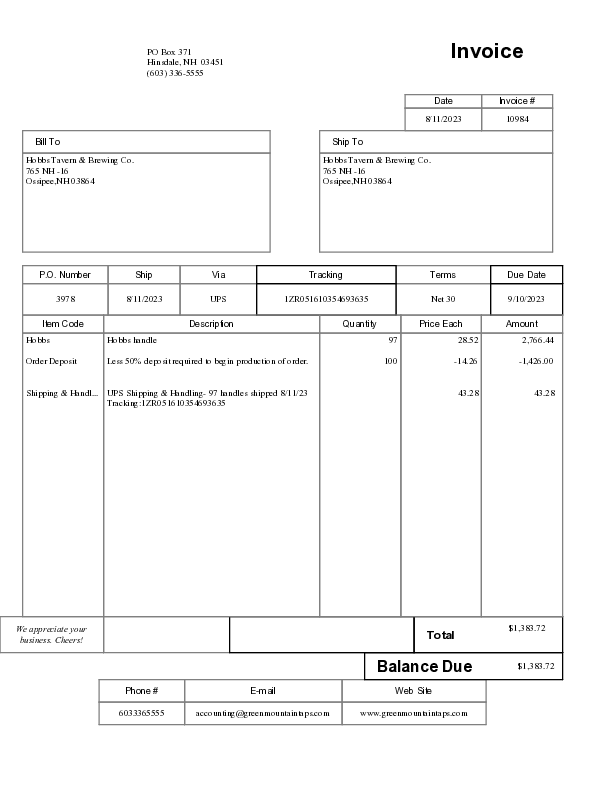 PO Box 371
Hinsdale, NH 03451
(603) 336-5555
Invoice
Date Invoice #
8/11/2023 10984
Bill To
Hobbs Tavern & Brewing Co.
765 NH -16
Ossipee,NH 03864
Ship To
Hobbs Tavern & Brewing Co.
765 NH -16
Ossipee,NH 03864
P.O. Number Ship Via Tracking Terms Due Date
3978 8/11/2023 UPS 1ZR051610354693635 Net 30 9/10/2023
Item Code Description Quantity Price Each Amount
Hobbs Hobbs handle 97 28.52 2,766.44
Order Deposit Less 50% deposit required to begin production of order. 100 -14.26 -1,426.00
Shipping & Handl... UPS Shipping & Handling- 97 handles shipped 8/11/23 43.28 43.28
Tracking:1ZR051610354693635
We appreciate your
business. Cheers!
Total $1,383.72
Balance Due $1,383.72
Phone # E-mail Web Site
6033365555 accounting@greenmountaintaps.com www.greenmountaintaps.com